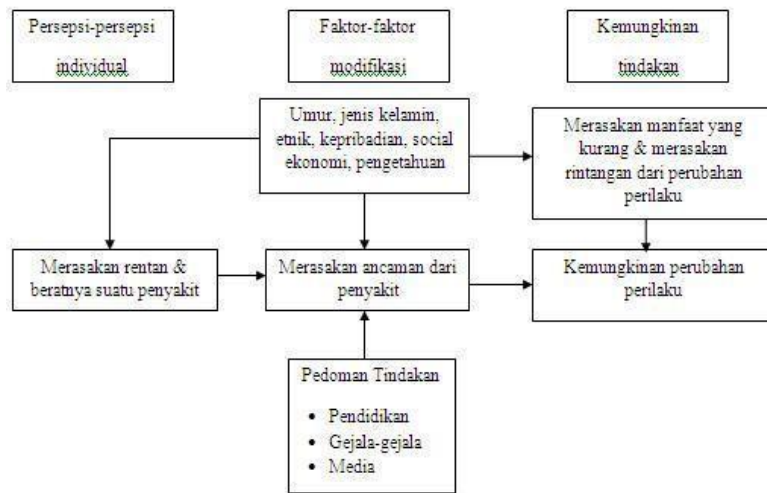 Persepsi-persepsi
individual
Faktor-faktor
modifikasi
Kemungkinan
tindakan
Umur, jenis kelamin,
etnik, kepribadian, social
ekonomi, pengetahuan
Merasakan manfaat yang
kurang & merasakan
rintangan dari perubahan
perilaku
Merasakan rentan &
beratnya suatu penyakit
Merasakan ancaman dari
penyakit
Kemungkinan perubahan
perilaku
Pedoman Tindakan
• Pendidikan
• Gejala-gejala
• Media